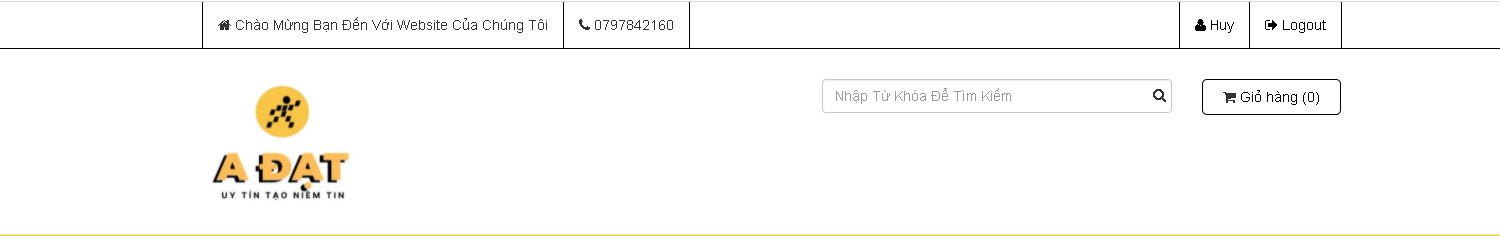 Chào Mừng Bạn Đến Với Website Của Chúng Tôi
0797842160
Huy
Logout
Nhập Từ Khóa Để Tìm Kiếm
Giỏ hàng (0)
A ĐẠT
UY TÍN TẠO NIỀM TIN